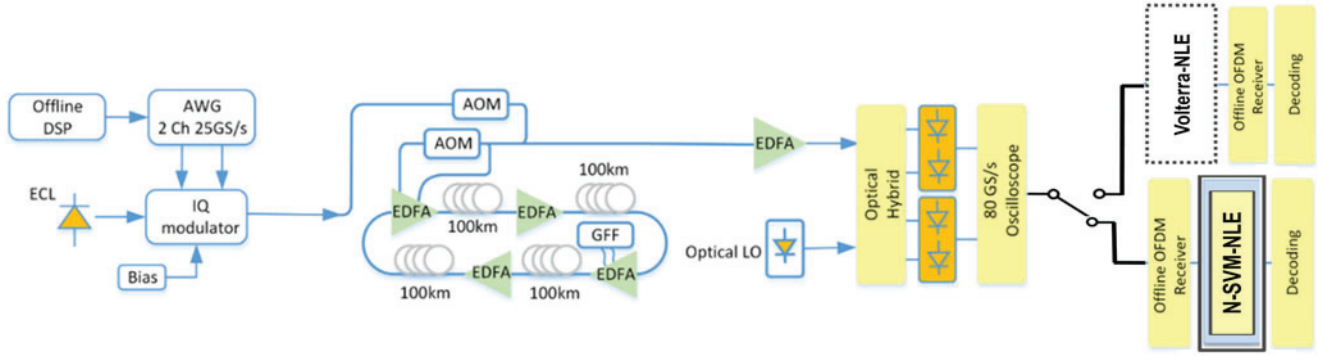 Offline
DSP
AWG
2 Ch 25GS/s
ECL
IQ
modulator
Bias
AOM
AOM
EDFA
100km
EDFA
100km
GFF
EDFA
100km
EDFA
100km
EDFA
Optical LO
Optical
Hybrid
80 GS/s
Oscilloscope
Volterra-NLE
Offline OFDM
Receiver
Decoding
Offline OFDM
Receiver
N-SVM-NLE
Decoding